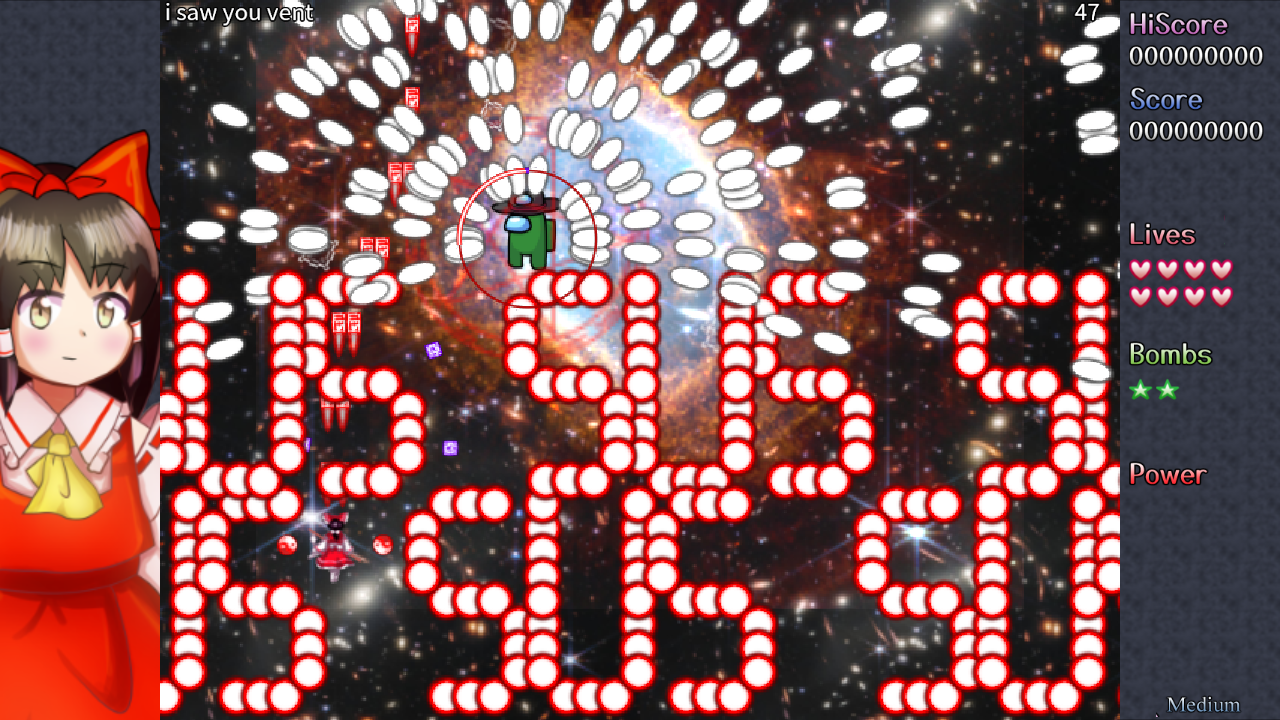 i saw you vent
47
HiScore
000000000
Score
000000000
Lives
Bombs
Power
Medium